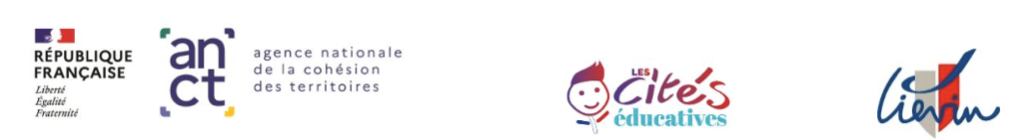 RÉPUBLIQUE
FRANÇAISE
Liberté
Égalité
Fraternité
an
ct
agence nationale
de la cohésion
des territoires
LES
Cités
éducatives
Liévin